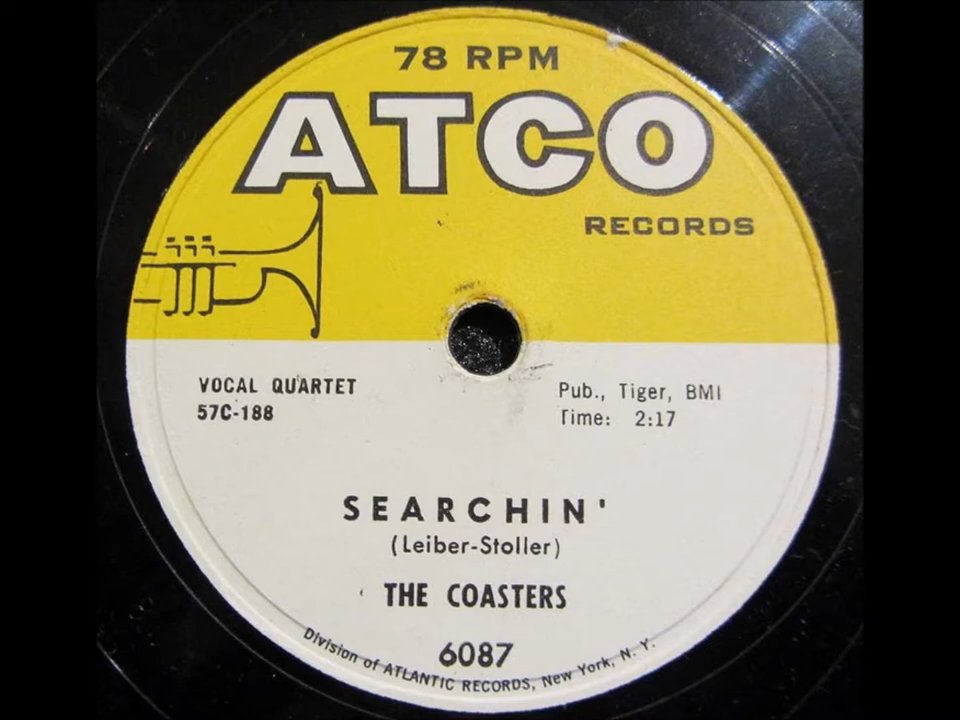 78 RPM
ATCO
RECORDS
VOCAL QUARTET
57C-188
Pub., Tiger, BMI
Time: 2:17
SEARCHIN'
(Leiber-Stoller)
THE COASTERS
6087
Division of ATLANTIC RECORDS, New York, N. Y.